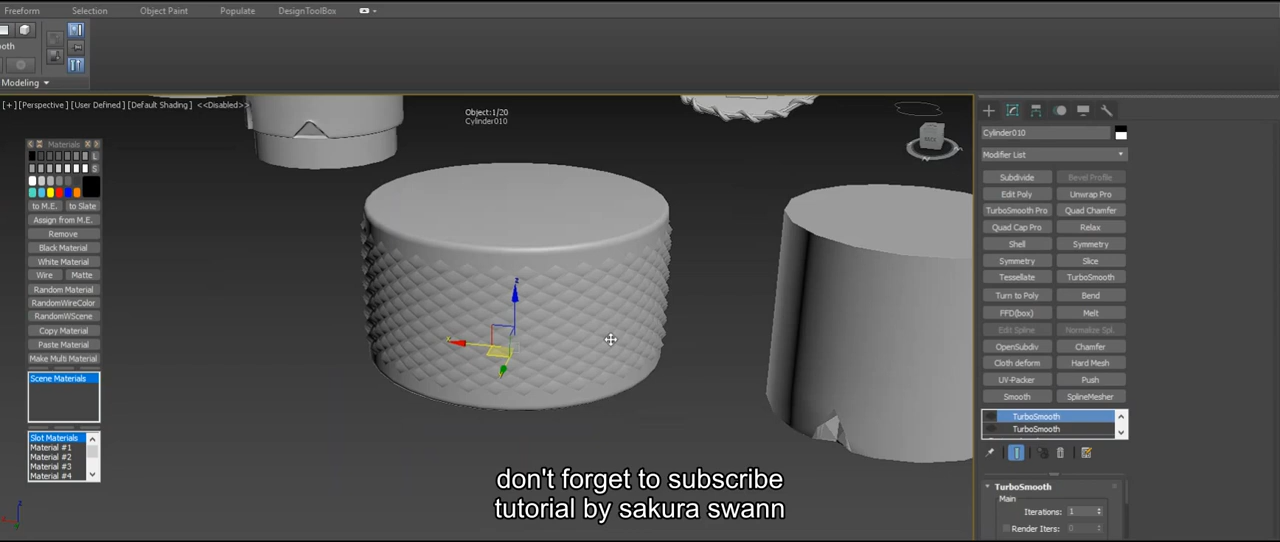 Freeform Selection Object Paint Populate DesignToolBox
Modeling
[+] [Perspective] [User Defined] [Default Shading] <<Disabled>>
Object:1/20
Cylinder010
Materials
L
S
to M.E. to Slate
Assign from M.E.
Remove
Black Material
White Material
Wire Matte
Random Material
RandomWireColor
RandomWScene
Copy Material
Paste Material
Make Multi Material
Scene Materials
Slot Materials
Material #1
Material #2
Material #3
Material #4
z
Cylinder010
Modifier List
Subdivide Bevel Profile
Edit Poly Unwrap Pro
TurboSmooth Pro Quad Chamfer
Quad Cap Pro Relax
Shell Symmetry
Symmetry Slice
Tessellate TurboSmooth
Turn to Poly Bend
FFD(box) Melt
Edit Spline Normalize Spl.
OpenSubdiv Chamfer
Cloth deform Hard Mesh
UV-Packer Push
Smooth SplineMesher
TurboSmooth
TurboSmooth
TurboSmooth
Main
Iterations: 1
Render Iters: 0
don't forget to subscribe
tutorial by sakura swann